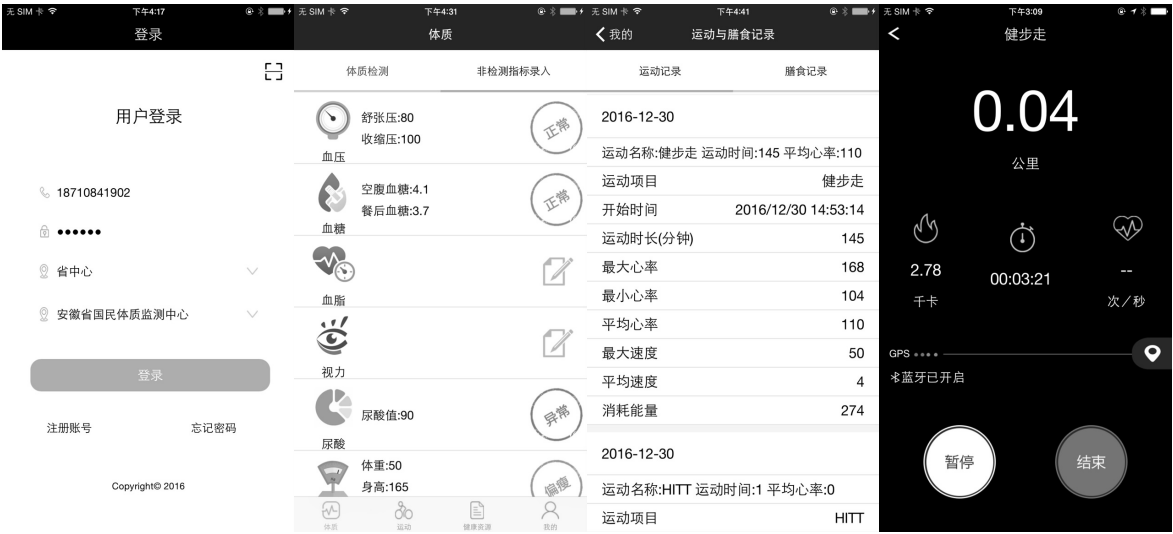 无 SIM 卡
下午4:17
登录
用户登录
18710841902
●●●●●●
省中心
安徽省国民体质监测中心
登录
注册账号
忘记密码
Copyright© 2016
无 SIM 卡
下午4:31
体质
体质检测
非检测指标录入
舒张压:80
收缩压:100
血压
正常
空腹血糖:4.1
餐后血糖:3.7
血糖
正常
血脂
视力
尿酸值:90
尿酸
异常
体重:50
身高:165
偏瘦
体质
运动
健康资源
我的
无 SIM 卡
下午4:41
我的
运动与膳食记录
运动记录
膳食记录
2016-12-30
运动名称:健步走 运动时间:145 平均心率:110
运动项目 健步走
开始时间 2016/12/30 14:53:14
运动时长(分钟) 145
最大心率 168
最小心率 104
平均心率 110
最大速度 50
平均速度 4
消耗能量 274
2016-12-30
运动名称:HITT 运动时间:1 平均心率:0
运动项目 HITT
无 SIM 卡
下午3:09
健步走
0.04
公里
2.78
千卡
00:03:21
--
次／秒
GPS
蓝牙已开启
暂停
结束